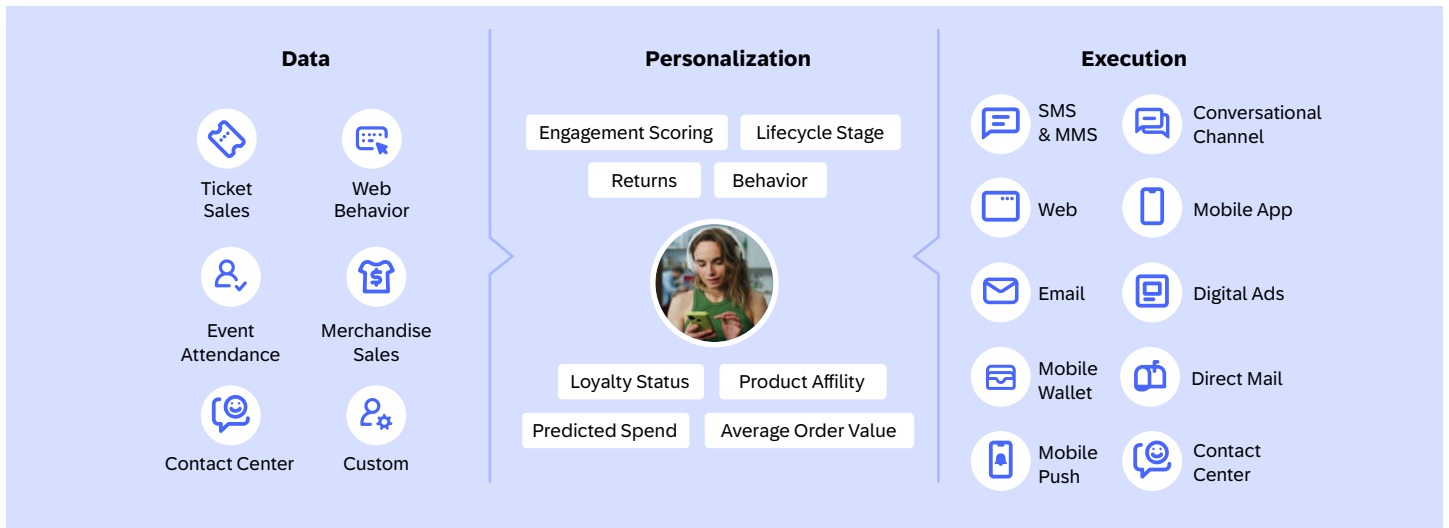 Data
Ticket
Sales
Web
Behavior
Event
Attendance
Merchandise
Sales
Contact Center
Custom
Personalization
Engagement Scoring
Lifecycle Stage
Returns
Behavior
Loyalty Status
Product Affility
Predicted Spend
Average Order Value
Execution
SMS
& MMS
Conversational
Channel
Web
Mobile App
Email
Digital Ads
Mobile
Wallet
Direct Mail
Mobile
Push
Contact
Center